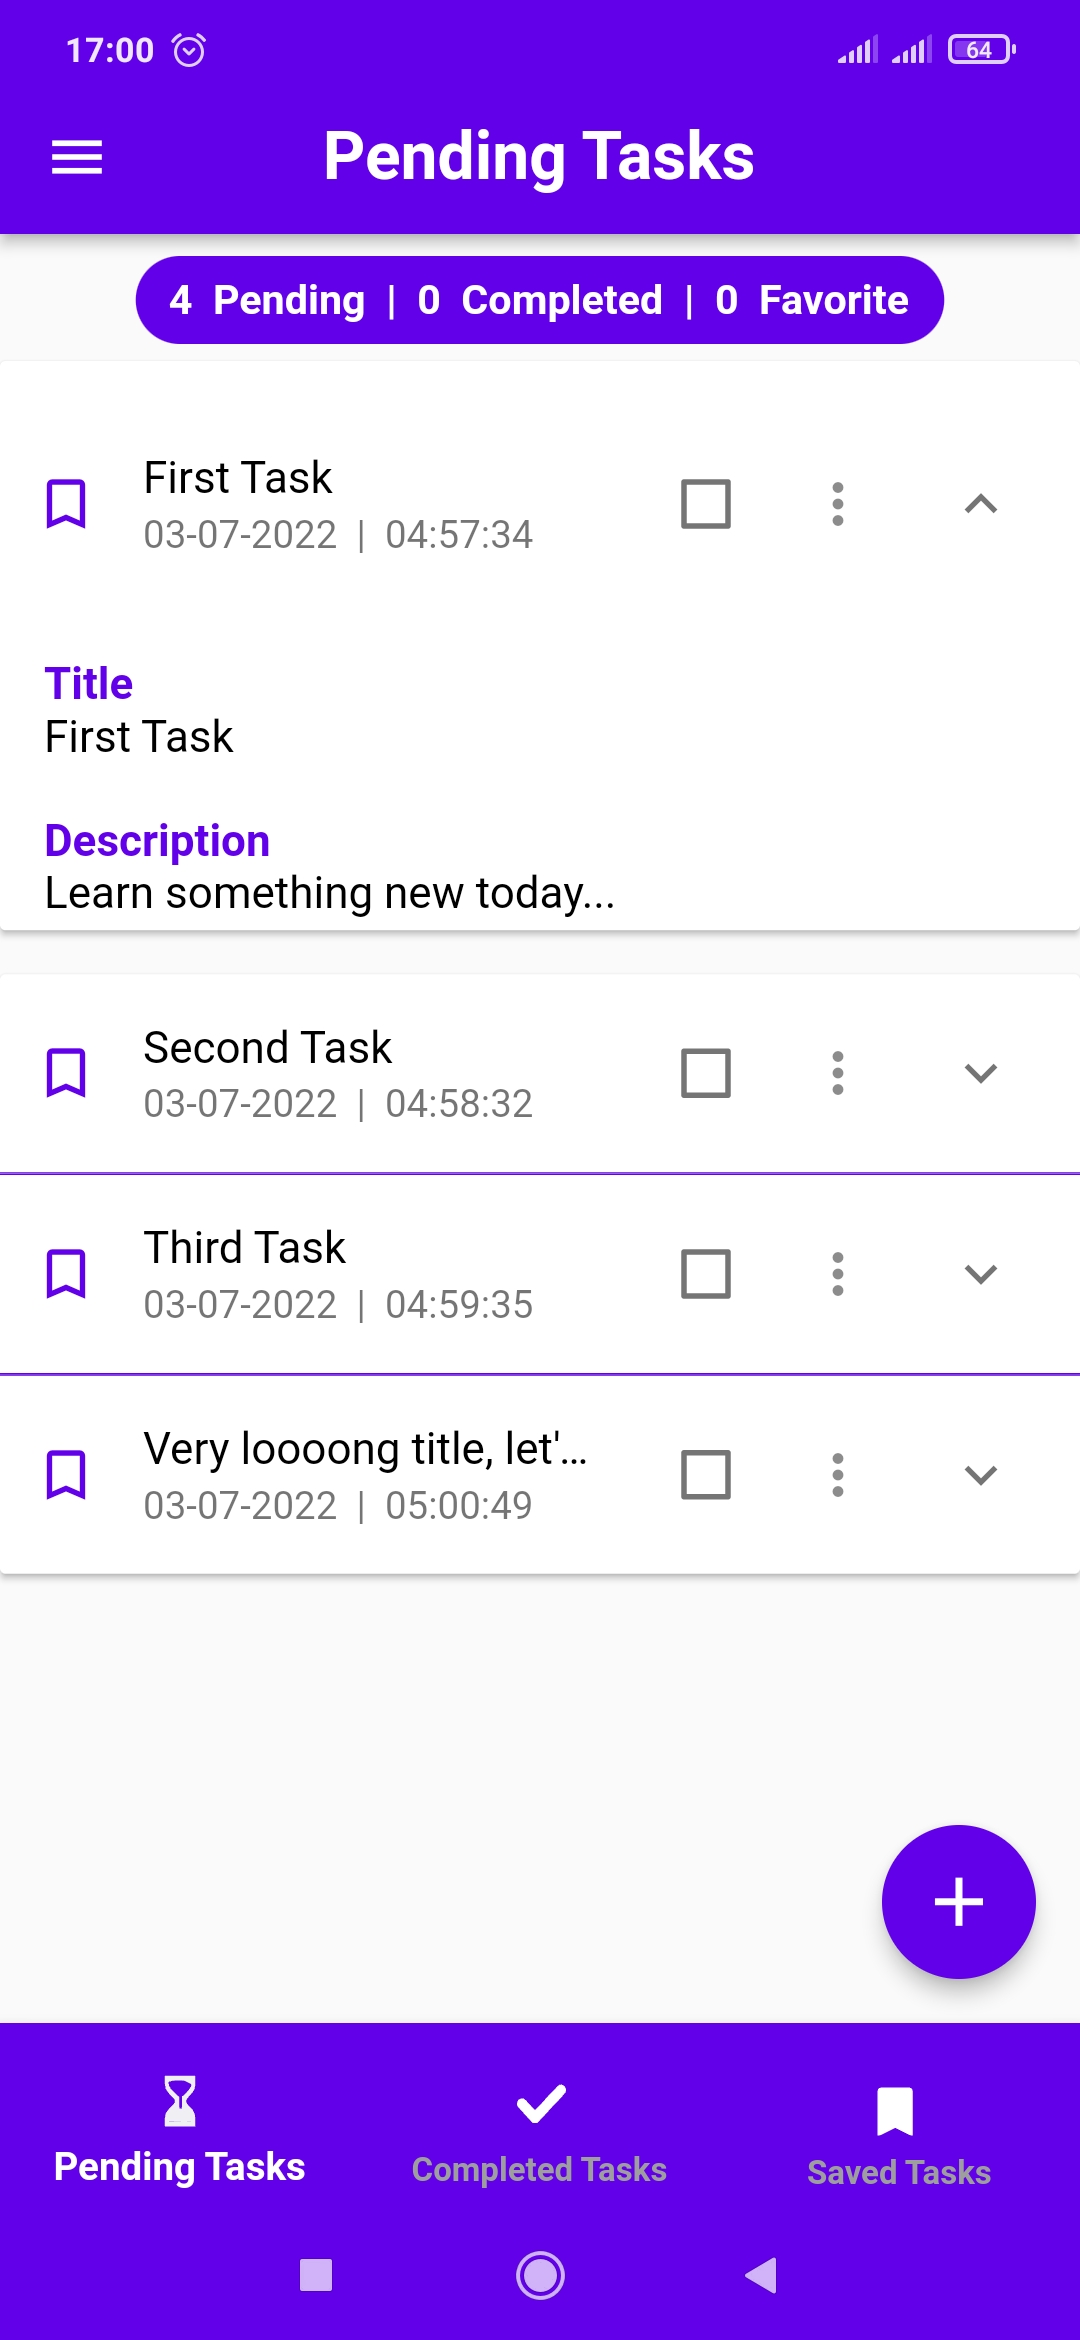 17:00
64
Pending Tasks
4 Pending | 0 Completed | 0 Favorite
First Task
03-07-2022 | 04:57:34
Title
First Task
Description
Learn something new today...
Second Task
03-07-2022 | 04:58:32
Third Task
03-07-2022 | 04:59:35
Very loooong title, let'...
03-07-2022 | 05:00:49
Pending Tasks
Completed Tasks
Saved Tasks